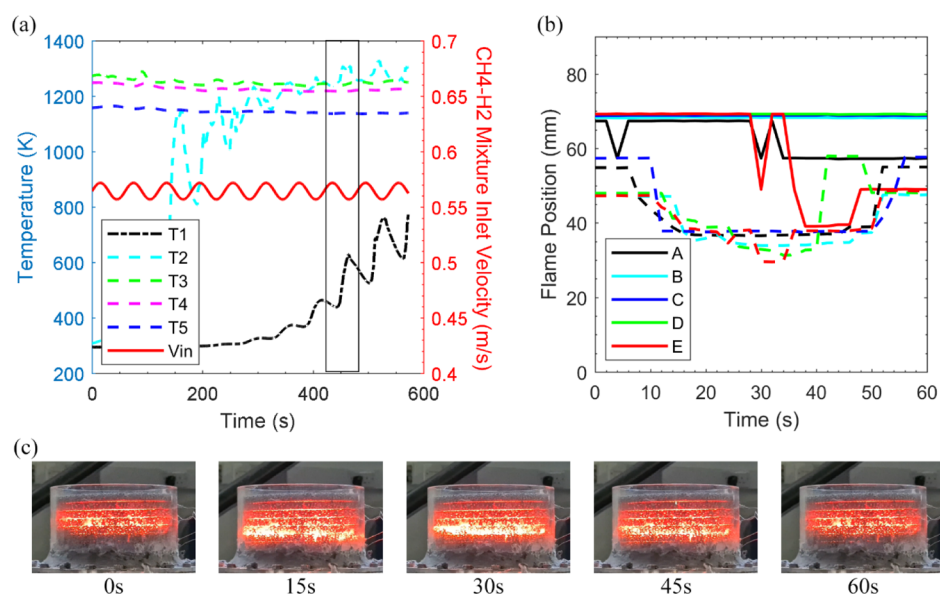 (a)
1400
1200
1000
800
600
400
200
Temperature (K)
T1
T2
T3
T4
T5
Vin
0 200 400 600
Time (s)
0.7
0.65
0.6
0.55
0.5
0.45
0.4
CH4-H2 Mixture Inlet Velocity (m/s)
(b)
80
60
40
20
0
Flame Position (mm)
A
B
C
D
E
0 10 20 30 40 50 60
Time (s)
(c)
0s 15s 30s 45s 60s